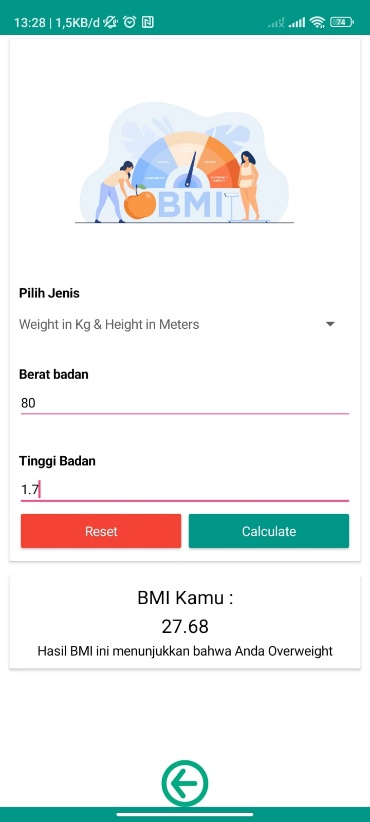 13:28 | 1,5KB/d
74
BMI
Pilih Jenis
Weight in Kg & Height in Meters
Berat badan
80
Tinggi Badan
1.7
Reset
Calculate
BMI Kamu :
27.68
Hasil BMI ini menunjukkan bahwa Anda Overweight